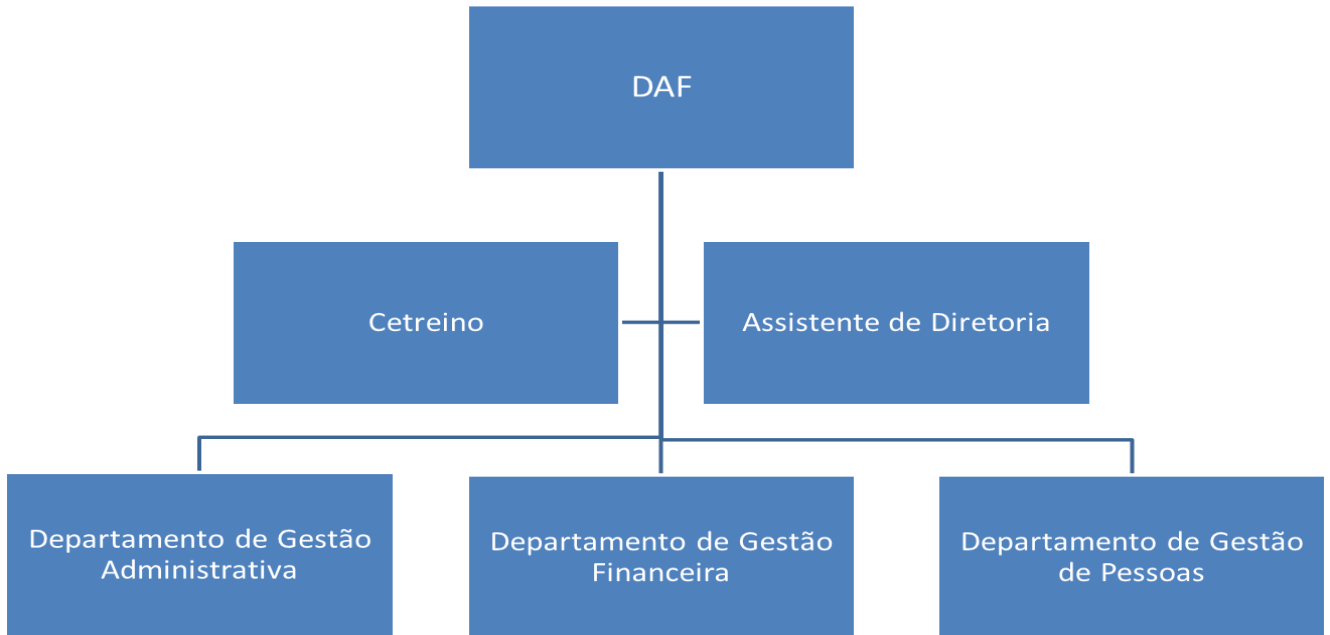 DAF
Cetreino
Assistente de Diretoria
Departamento de Gestão
Administrativa
Departamento de Gestão
Financeira
Departamento de Gestão
de Pessoas